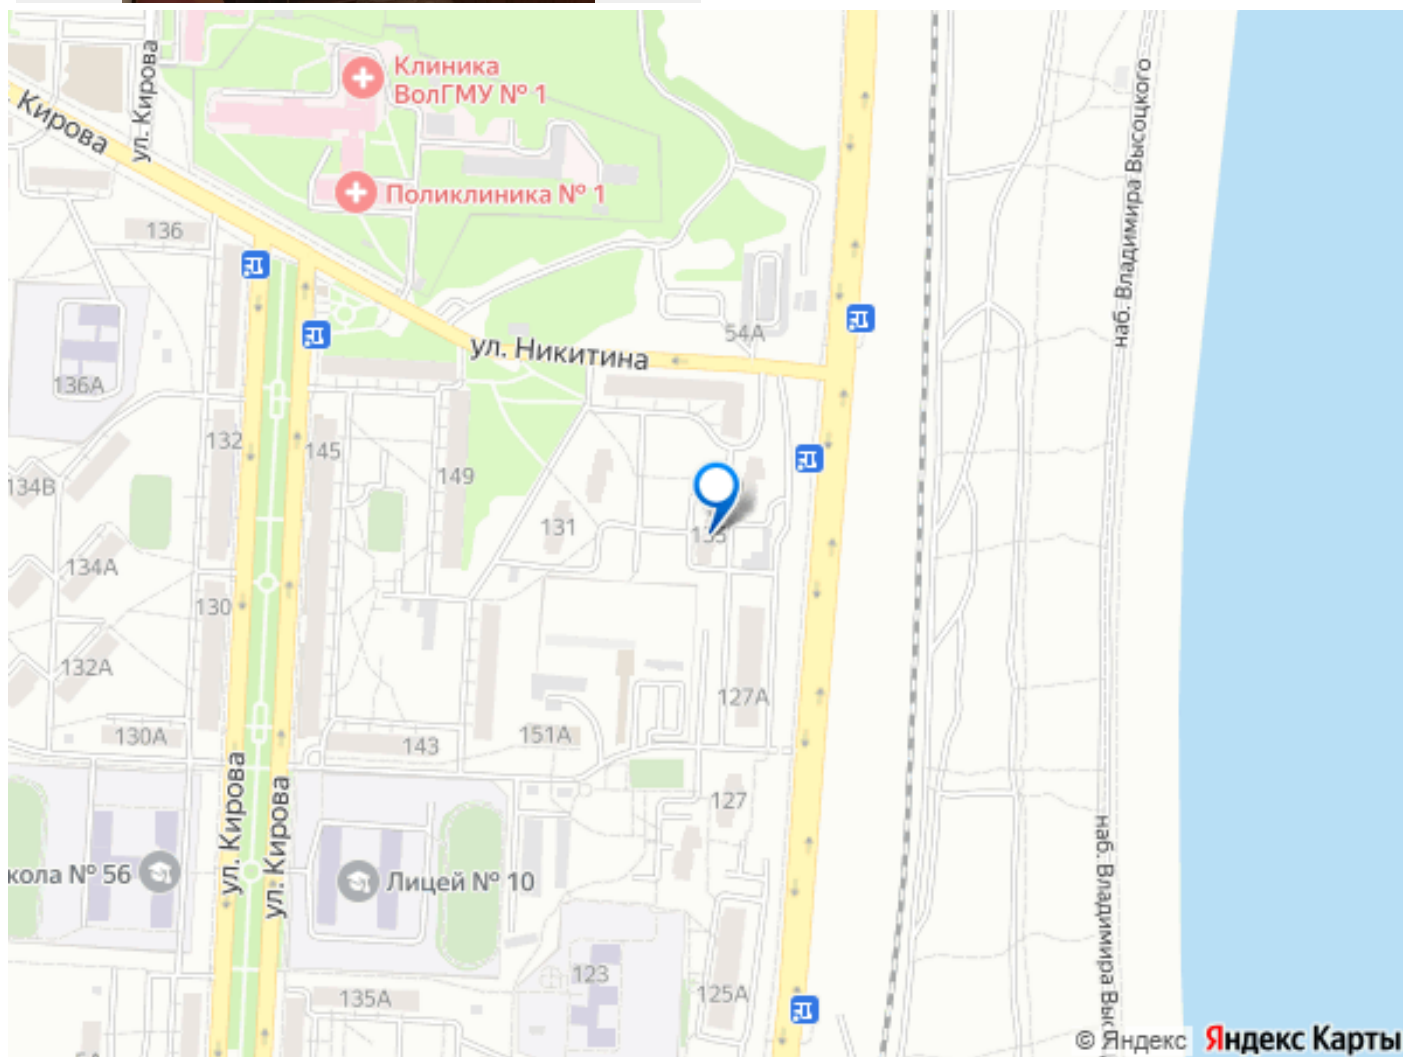 Клиника
ВолГМУ № 1
ул. Кирова
. Кирова
Поликлиника № 1
наб. Владимира Высоцкого
136
54А
ул. Никитина
136А
132
145
149
134В
131
134А
130
132А
127А
130А
143
151А
ул. Кирова
ул. Кирова
127
кола № 56
Лицей № 10
наб. Владимира Выс
123
135А
125А
© Яндекс Яндекс Карты